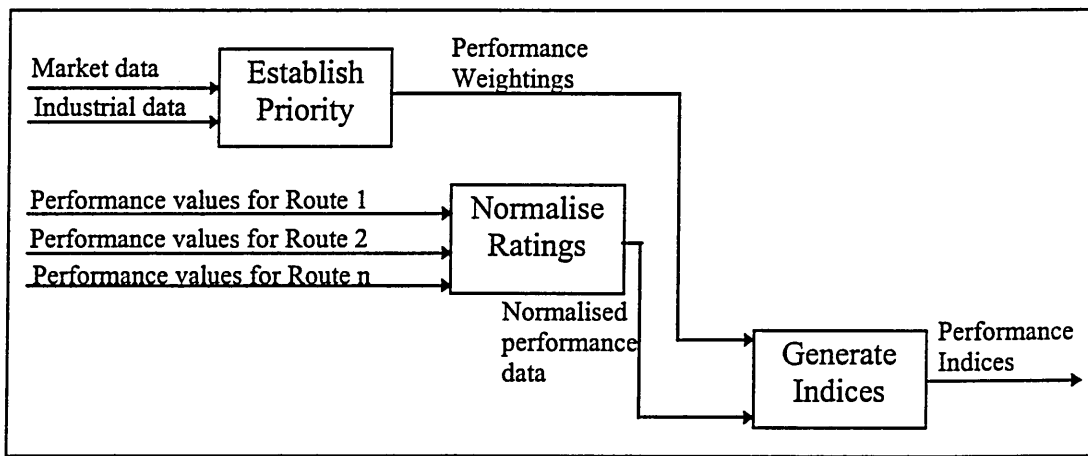 Market data
Industrial data
Establish
Priority
Performance
Weightings
Performance values for Route 1
Performance values for Route 2
Performance values for Route n
Normalise
Ratings
Normalised
performance
data
Generate
Indices
Performance
Indices